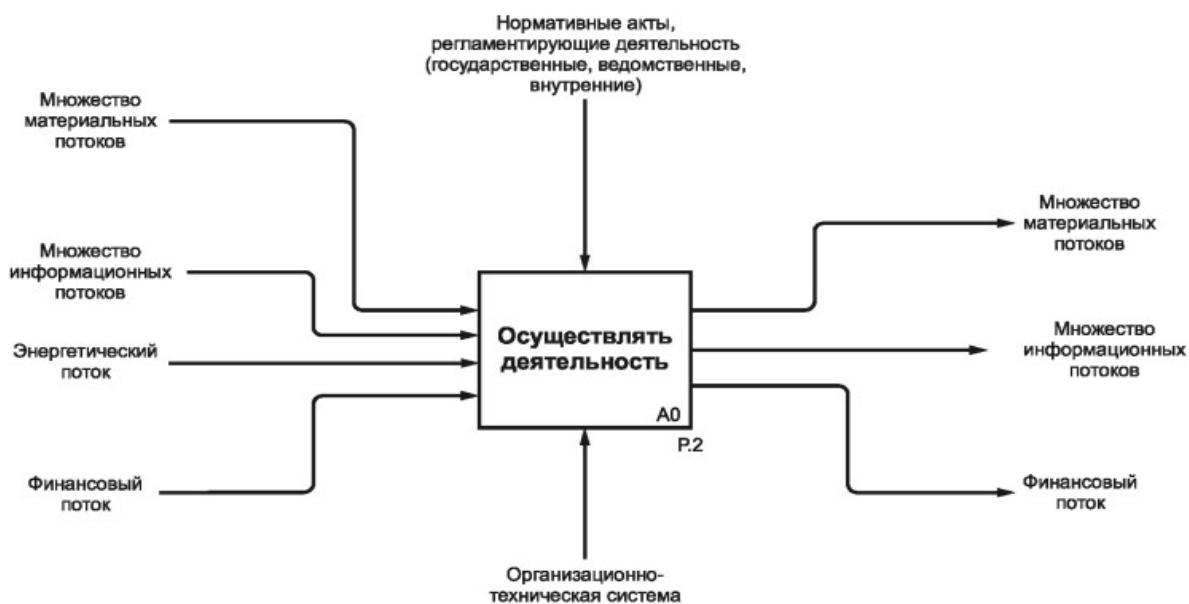 Нормативные акты,
регламентирующие деятельность
(государственные, ведомственные,
внутренние)
Множество
материальных
потоков
Множество
информационных
потоков
Энергетический
поток
Финансовый
поток
Осуществлять
деятельность
A0
P.2
Множество
материальных
потоков
Множество
информационных
потоков
Финансовый
поток
Организационно-
техническая система